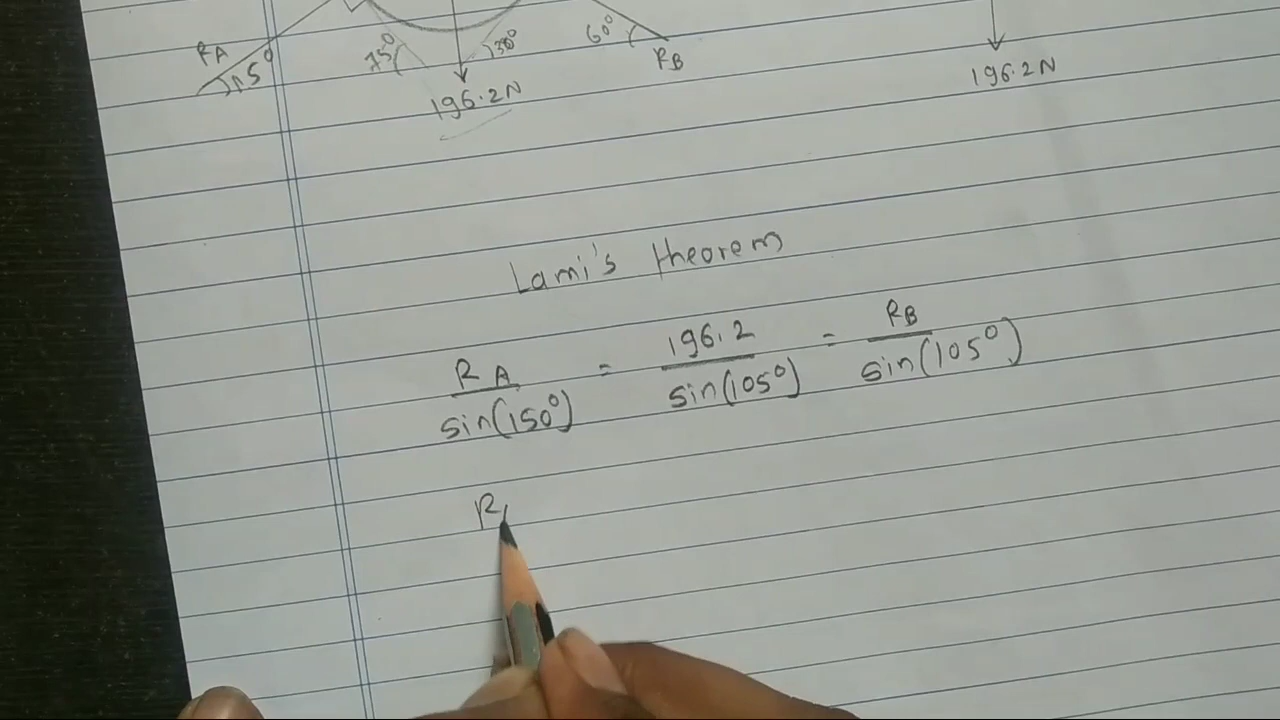 RA 15° 75° 30° 60° RB
196.2N 196.2N
Lami's theorem
RA / sin(150°) = 196.2 / sin(105°) = RB / sin(105°)
R